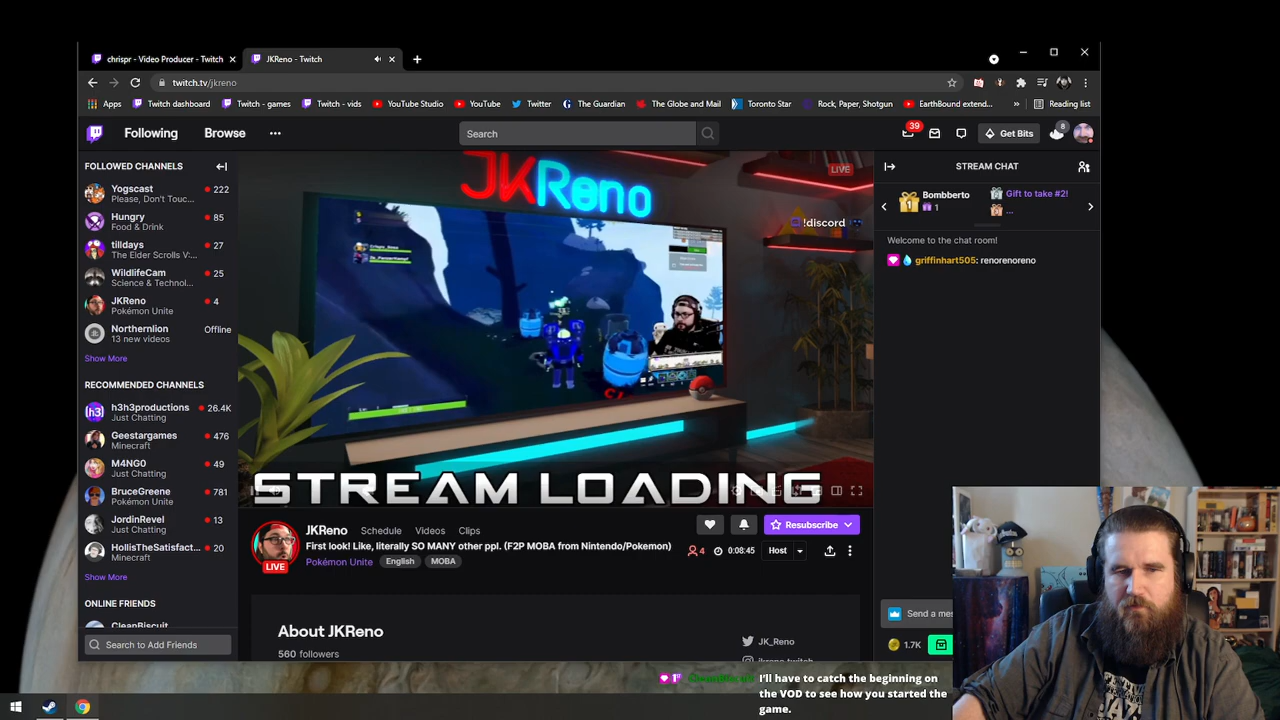 chrispr - Video Producer - Twitch
JKReno - Twitch
twitch.tv/jkreno
Apps
Twitch dashboard
Twitch - games
Twitch - vids
YouTube Studio
YouTube
Twitter
The Guardian
The Globe and Mail
Toronto Star
Rock, Paper, Shotgun
EarthBound extend...
Reading list
Following
Browse
Search
39
Get Bits
8
FOLLOWED CHANNELS
Yogscast
222
Please, Don't Touc...
Hungry
85
Food & Drink
tilldays
27
The Elder Scrolls V:...
WildlifeCam
25
Science & Technol...
JKReno
4
Pokémon Unite
Northernlion
Offline
13 new videos
Show More
RECOMMENDED CHANNELS
h3h3productions
26.4K
Just Chatting
Geestargames
476
Minecraft
M4NG0
49
Just Chatting
BruceGreene
781
Pokémon Unite
JordinRevel
13
Just Chatting
HollisTheSatisfact...
20
Minecraft
Show More
ONLINE FRIENDS
CleanBiscuit
Search to Add Friends
JKReno
LIVE
!discord
STREAM LOADING
JKReno
Schedule
Videos
Clips
Resubscribe
First look! Like, literally SO MANY other ppl. (F2P MOBA from Nintendo/Pokemon)
Pokémon Unite
English
MOBA
4
0:08:45
Host
LIVE
About JKReno
560 followers
JK_Reno
jkreno.twitch
STREAM CHAT
Bombberto
1
Gift to take #2!
...
Welcome to the chat room!
griffinhart505: renorenoreno
Send a mes
1.7K
I'll have to catch the beginning on
the VOD to see how you started the
game.